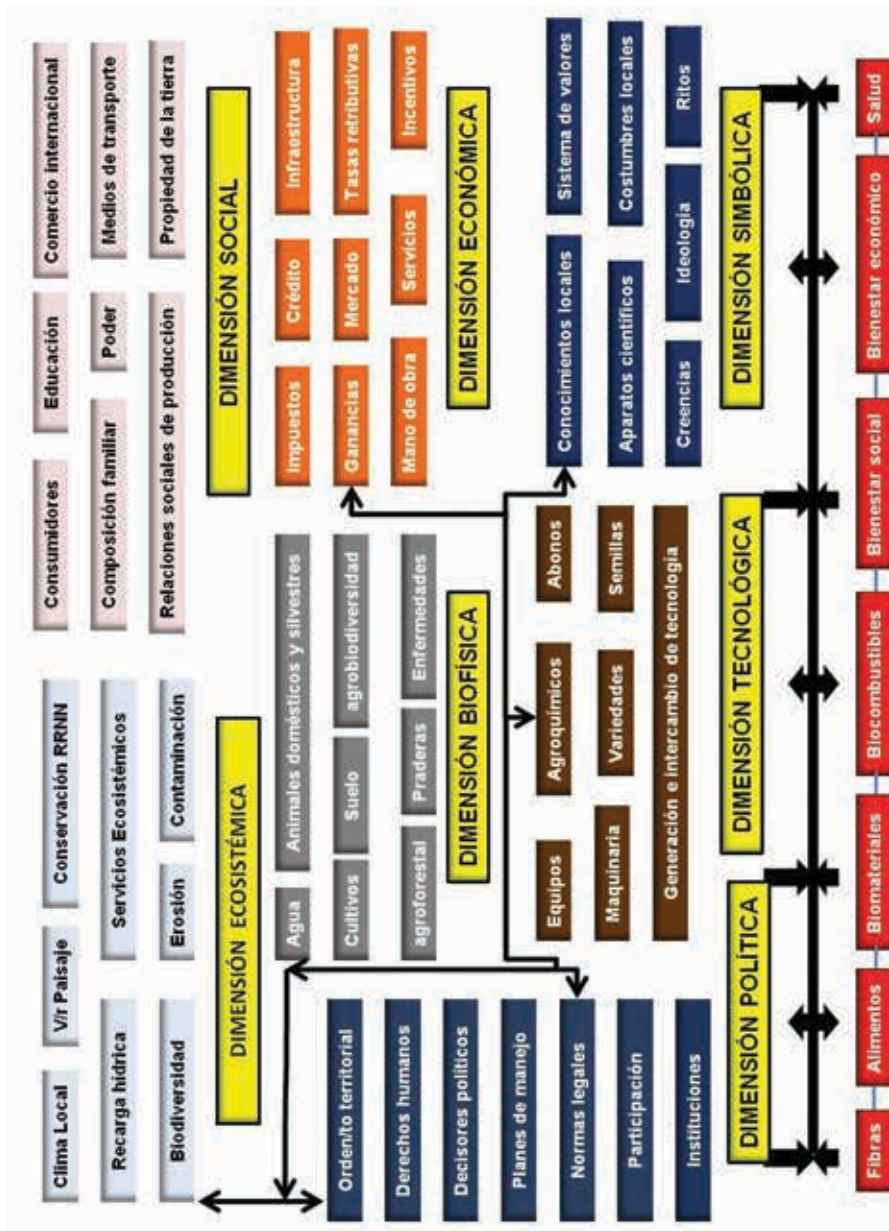 Clima Local
V/r Paisaje
Conservación RRNN
Recarga hídrica
Servicios Ecosistémicos
Biodiversidad
Erosión
Contaminación
DIMENSIÓN ECOSISTÉMICA
Consumidores
Educación
Comercio internacional
Composición familiar
Poder
Medios de transporte
Relaciones sociales de producción
Propiedad de la tierra
DIMENSIÓN SOCIAL
Agua
Animales domésticos y silvestres
Cultivos
Suelo
agrobiodiversidad
agroforestal
Praderas
Enfermedades
DIMENSIÓN BIOFÍSICA
Impuestos
Crédito
Infraestructura
Ganancias
Mercado
Tasas retributivas
Mano de obra
Servicios
Incentivos
DIMENSIÓN ECONÓMICA
Orden/to territorial
Derechos humanos
Decisores políticos
Planes de manejo
Normas legales
Participación
Instituciones
DIMENSIÓN POLÍTICA
Equipos
Agroquímicos
Abonos
Maquinaria
Variedades
Semillas
Generación e intercambio de tecnología
DIMENSIÓN TECNOLÓGICA
Conocimientos locales
Sistema de valores
Aparatos científicos
Costumbres locales
Creencias
Ideología
Ritos
DIMENSIÓN SIMBÓLICA
Fibras
Alimentos
Biomateriales
Biocombustibles
Bienestar social
Bienestar económico
Salud